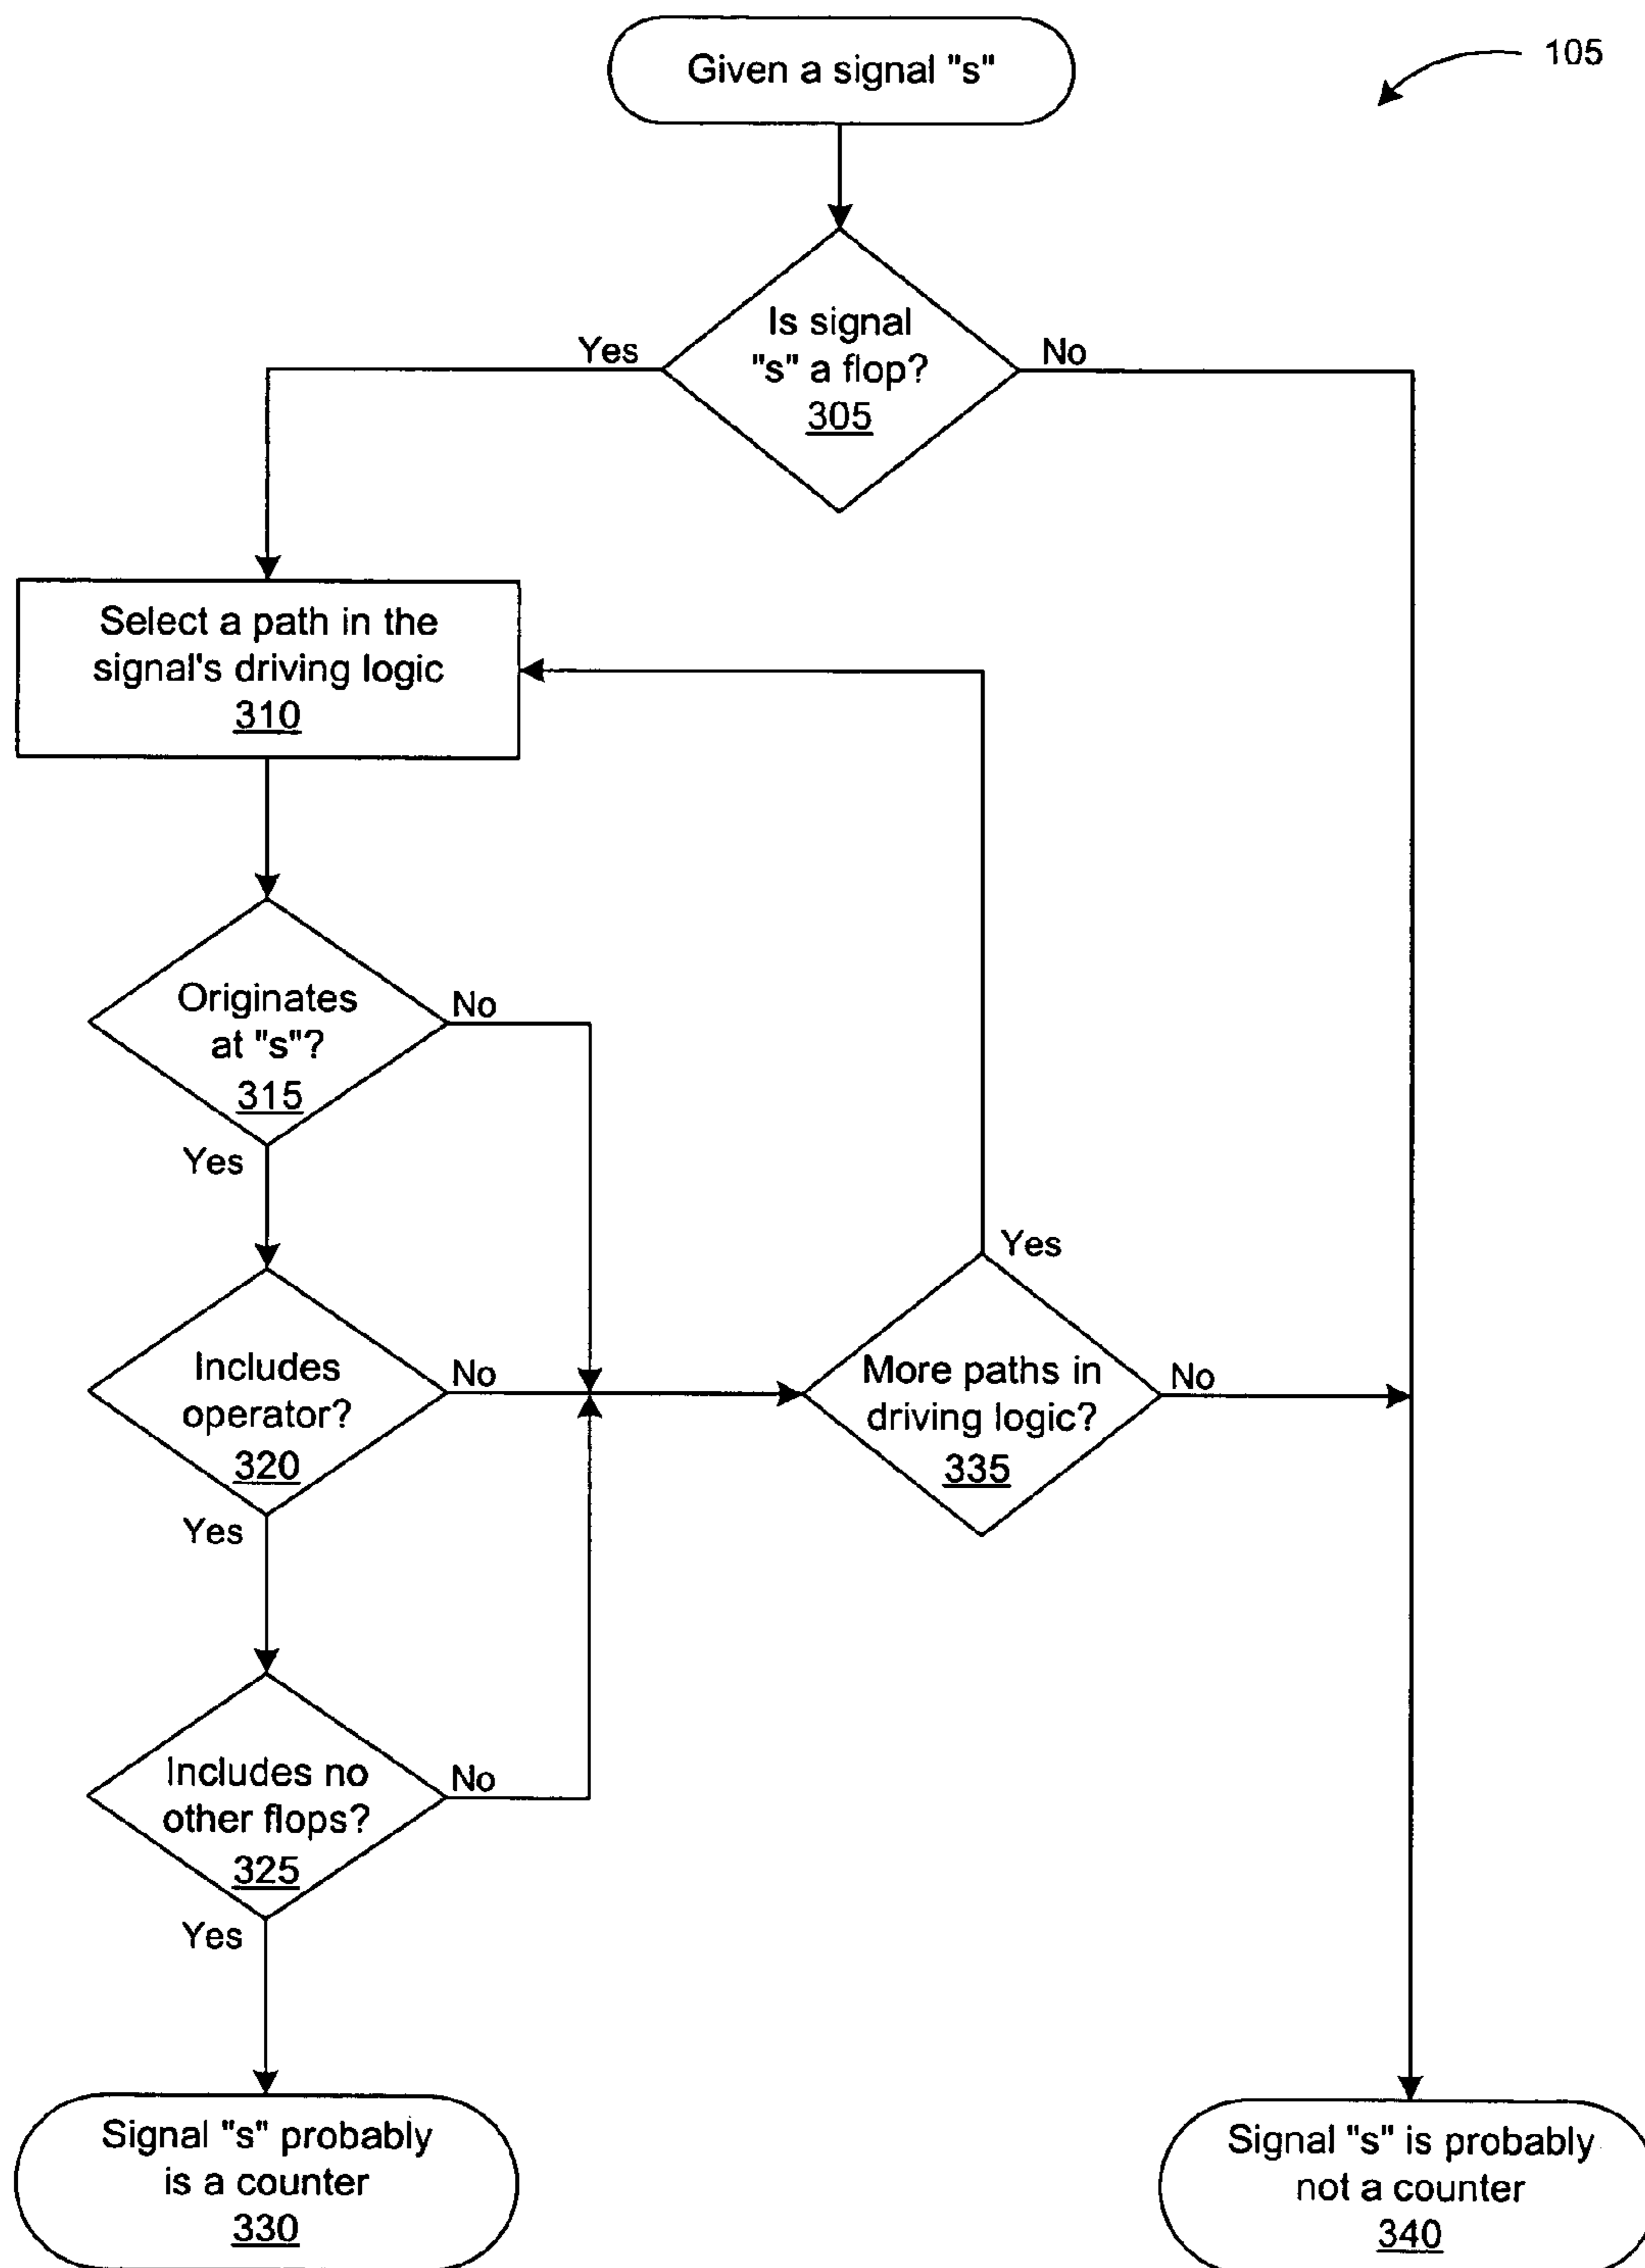 Given a signal "s"
105
Is signal
"s" a flop?
305
Yes
No
Select a path in the
signal's driving logic
310
Originates
at "s"?
315
No
Yes
Includes
operator?
320
No
Yes
More paths in
driving logic?
335
Yes
No
Includes no
other flops?
325
No
Yes
Signal "s" probably
is a counter
330
Signal "s" is probably
not a counter
340